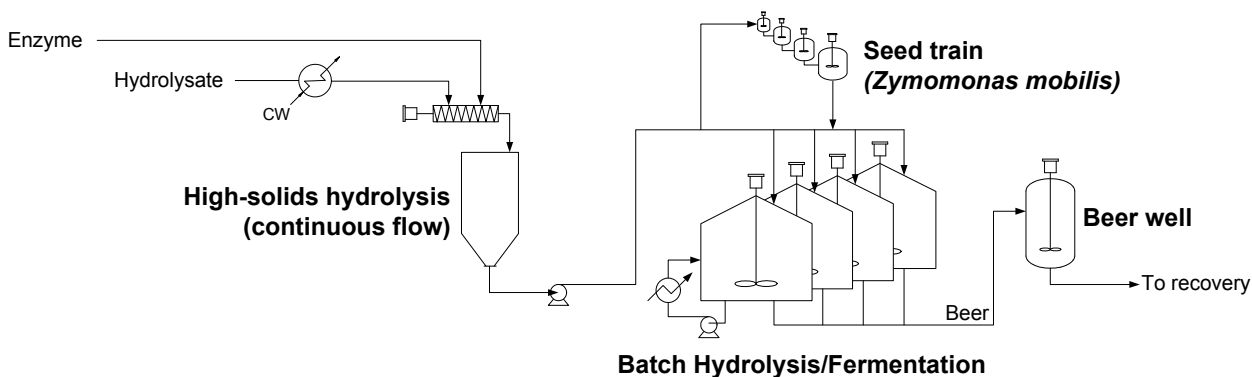 Enzyme
Hydrolysate
CW
High-solids hydrolysis
(continuous flow)
Seed train
(Zymomonas mobilis)
Beer well
To recovery
Beer
Batch Hydrolysis/Fermentation